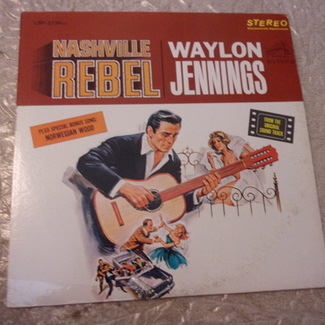 STEREO
NASHVILLE
REBEL
WAYLON
JENNINGS
PLUS SPECIAL BONUS SONG:
NORWEGIAN WOOD
FROM THE
ORIGINAL
SOUND TRACK